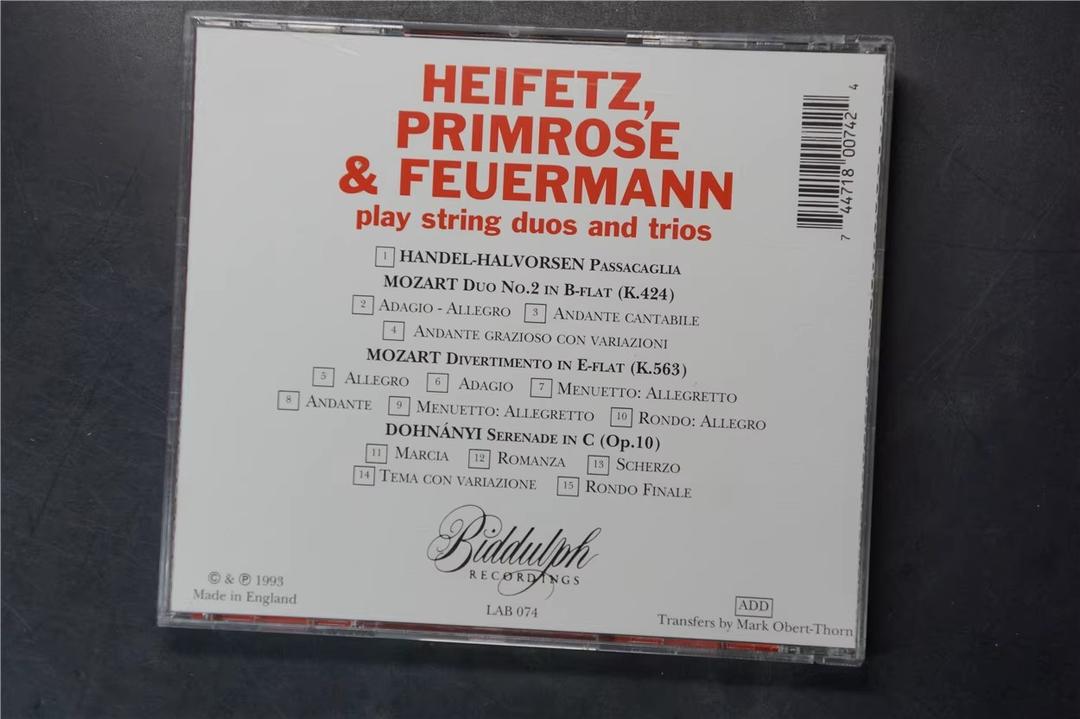 HEIFETZ,
PRIMROSE
& FEUERMANN
play string duos and trios
1 HANDEL-HALVORSEN PASSACAGLIA
MOZART DUO NO.2 IN B-FLAT (K.424)
2 ADAGIO - ALLEGRO 3 ANDANTE CANTABILE
4 ANDANTE GRAZIOSO CON VARIAZIONI
MOZART DIVERTIMENTO IN E-FLAT (K.563)
5 ALLEGRO 6 ADAGIO 7 MENUETTO: ALLEGRETTO
8 ANDANTE 9 MENUETTO: ALLEGRETTO 10 RONDO: ALLEGRO
DOHNÁNYI SERENADE IN C (Op.10)
11 MARCIA 12 ROMANZA 13 SCHERZO
14 TEMA CON VARIAZIONE 15 RONDO FINALE
Biddulph
RECORDINGS
LAB 074
© & ℗ 1993
Made in England
ADD
Transfers by Mark Obert-Thorn
7 44718 00742 4